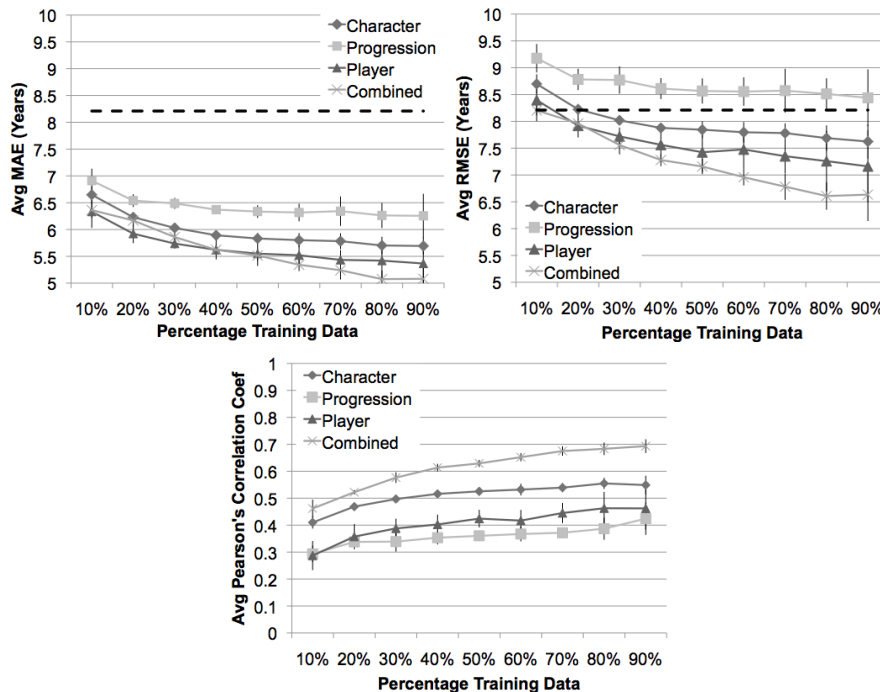 10
9.5
9
8.5
8
7.5
7
6.5
6
5.5
5
Avg MAE (Years)
Character
Progression
Player
Combined
10% 20% 30% 40% 50% 60% 70% 80% 90%
Percentage Training Data
10
9.5
9
8.5
8
7.5
7
6.5
6
5.5
5
Avg RMSE (Years)
Character
Progression
Player
Combined
10% 20% 30% 40% 50% 60% 70% 80% 90%
Percentage Training Data
1
0.9
0.8
0.7
0.6
0.5
0.4
0.3
0.2
0.1
0
Avg Pearson's Correlation Coef
Character
Progression
Player
Combined
10% 20% 30% 40% 50% 60% 70% 80% 90%
Percentage Training Data